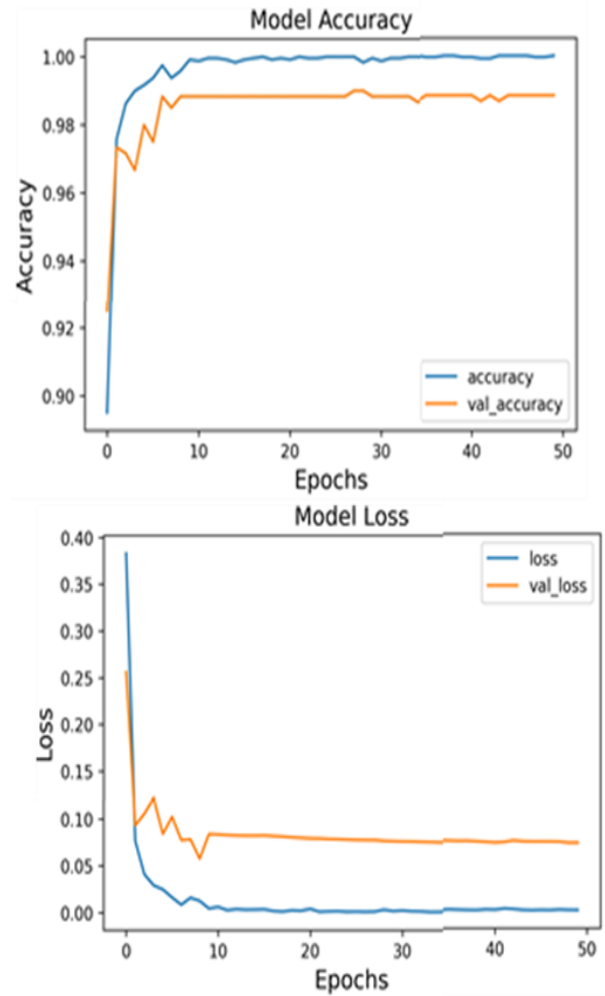 Model Accuracy
1.00
0.98
0.96
0.94
0.92
0.90
Accuracy
accuracy
val_accuracy
0 10 20 30 40 50
Epochs
Model Loss
0.40
0.35
0.30
0.25
0.20
0.15
0.10
0.05
0.00
Loss
loss
val_loss
0 10 20 30 40 50
Epochs